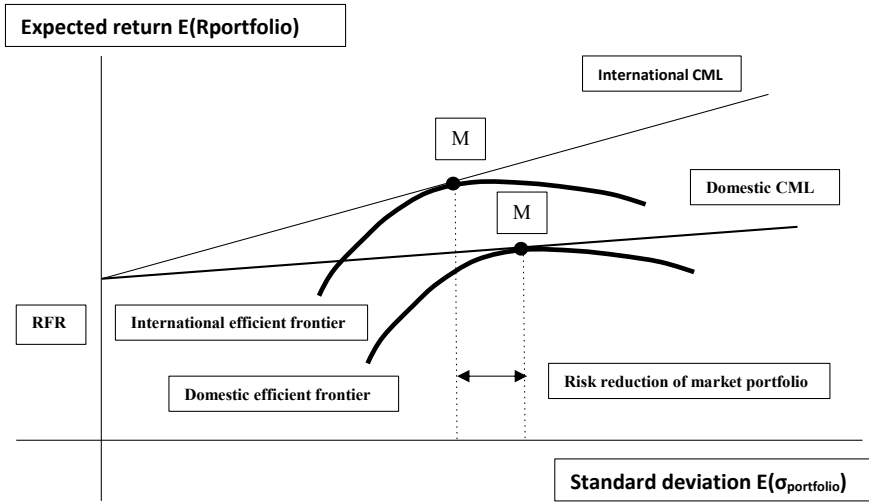 Expected return E(Rportfolio)
International CML
M
Domestic CML
M
RFR
International efficient frontier
Risk reduction of market portfolio
Domestic efficient frontier
Standard deviation E(σportfolio)